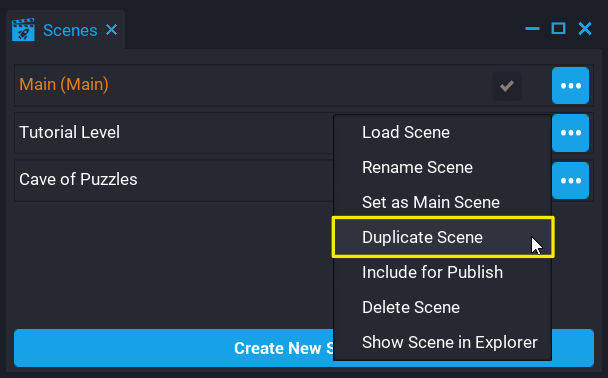 Scenes
Main (Main)
Tutorial Level
Cave of Puzzles
Load Scene
Rename Scene
Set as Main Scene
Duplicate Scene
Include for Publish
Delete Scene
Show Scene in Explorer
Create New